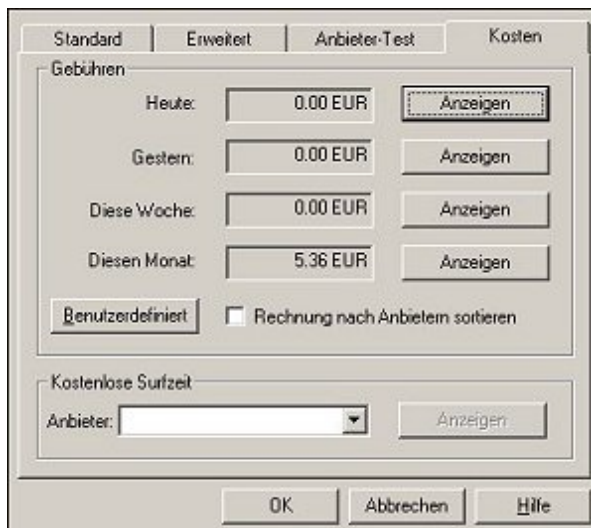 Standard Erweitert Anbieter-Test Kosten
Gebühren
Heute: 0.00 EUR Anzeigen
Gestern: 0.00 EUR Anzeigen
Diese Woche: 0.00 EUR Anzeigen
Diesen Monat: 5.36 EUR Anzeigen
Benutzerdefiniert Rechnung nach Anbietern sortieren
Kostenlose Surfzeit
Anbieter: Anzeigen
OK Abbrechen Hilfe